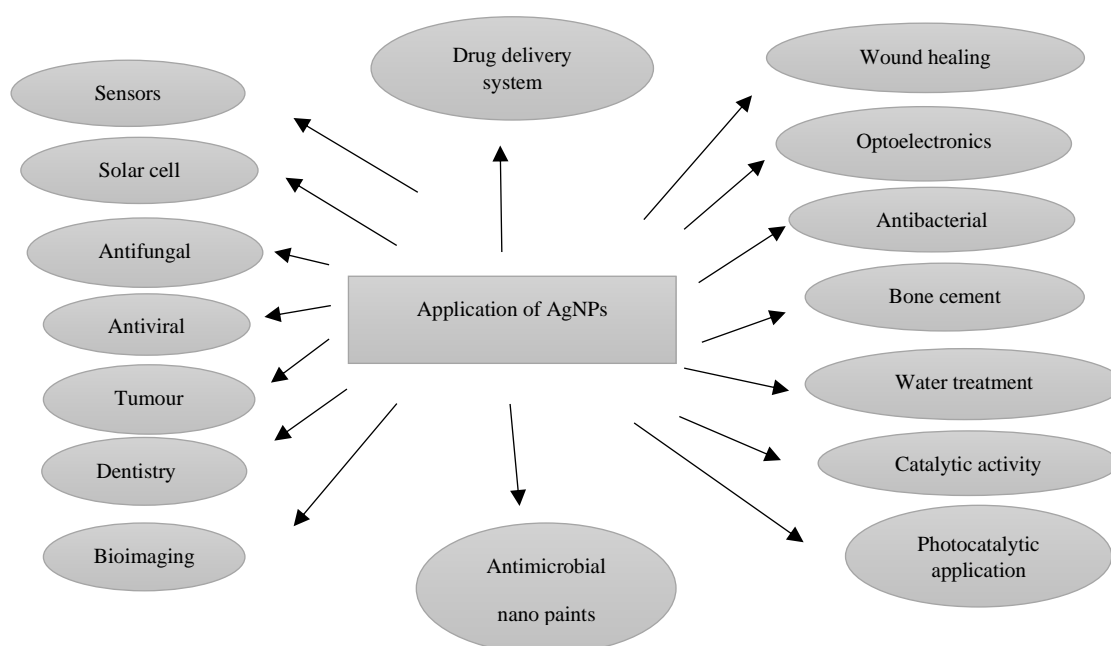 Drug delivery
system
Wound healing
Sensors
Optoelectronics
Solar cell
Antibacterial
Antifungal
Bone cement
Application of AgNPs
Antiviral
Water treatment
Tumour
Dentistry
Catalytic activity
Bioimaging
Photocatalytic
application
Antimicrobial
nano paints